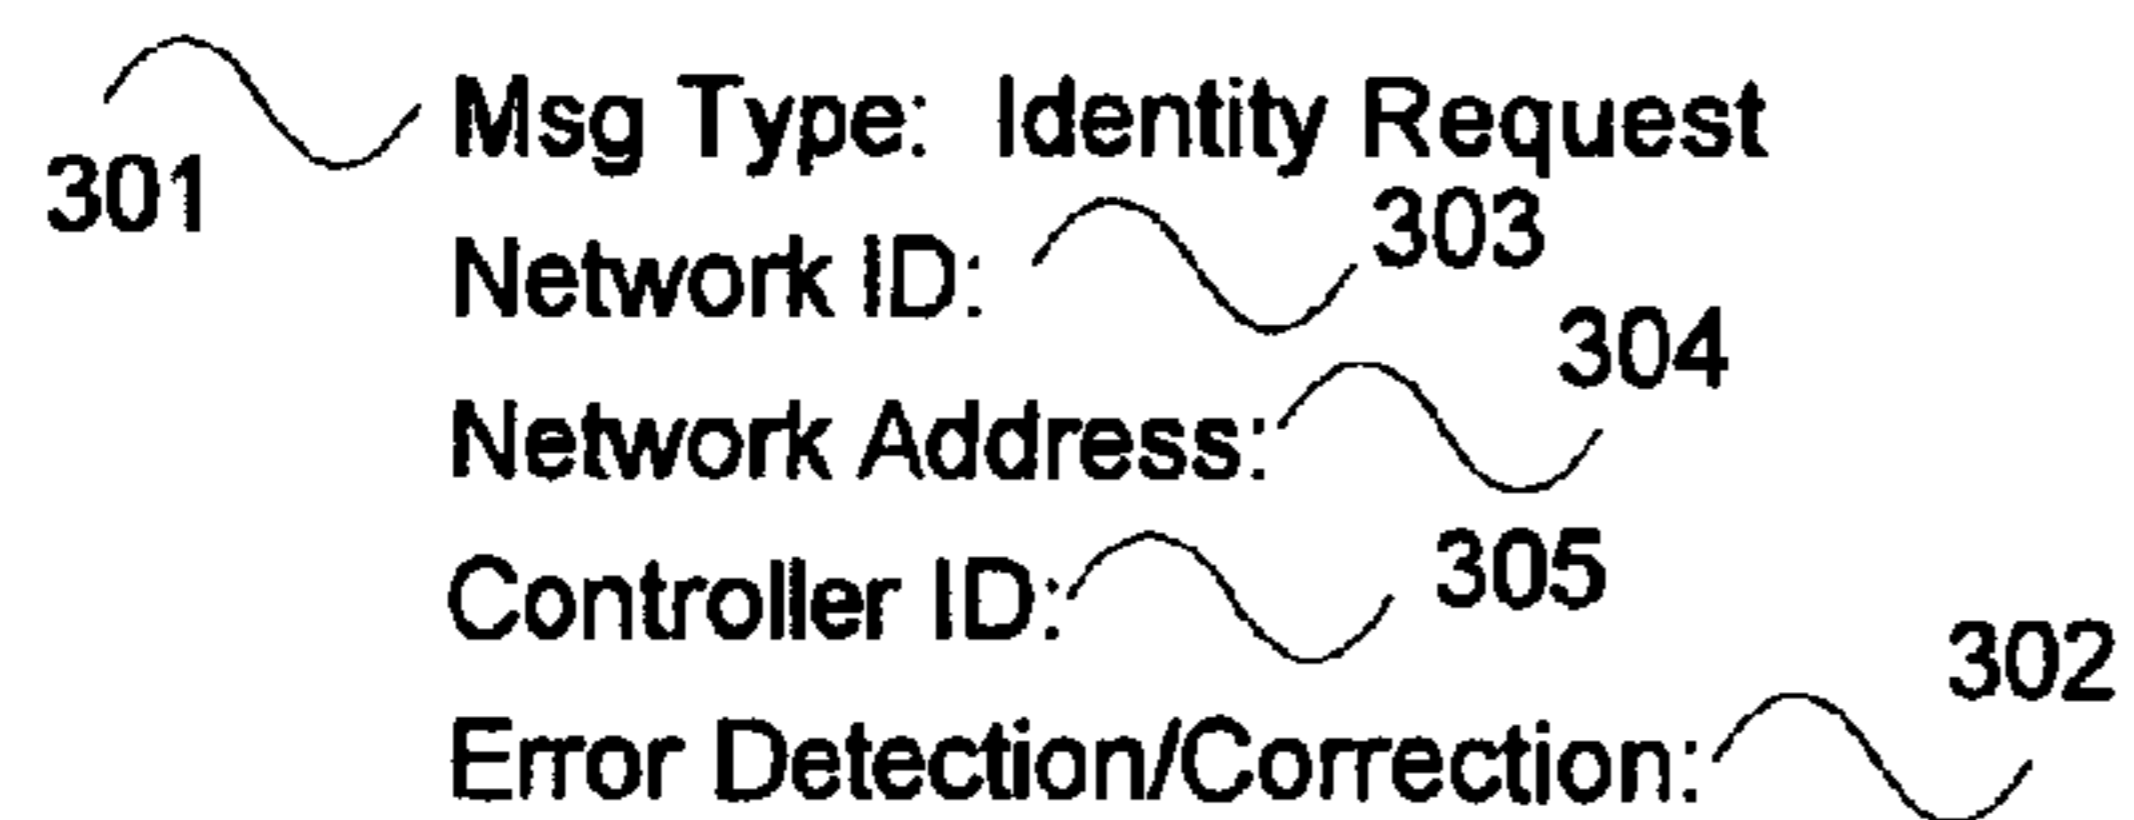 Msg Type: Identity Request
301
Network ID: 303
304
Network Address:
Controller ID: 305
302
Error Detection/Correction: